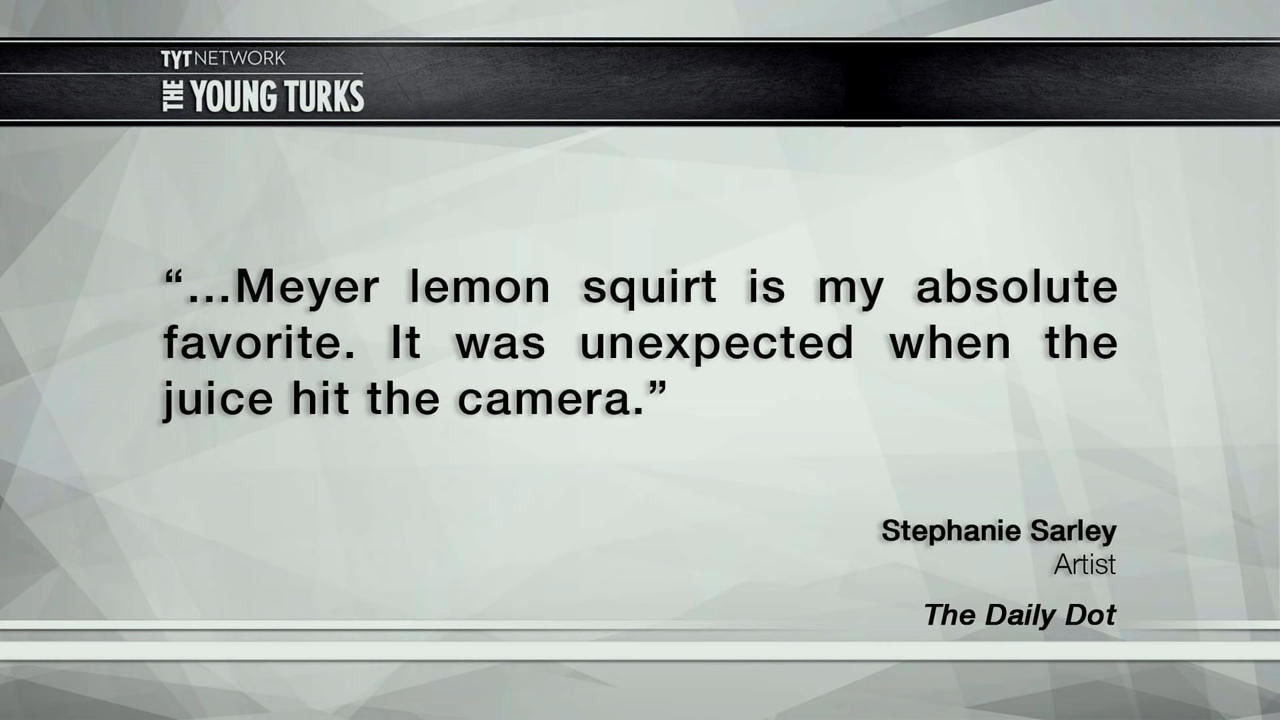 TYT NETWORK
THE YOUNG TURKS
“...Meyer lemon squirt is my absolute
favorite. It was unexpected when the
juice hit the camera.”
Stephanie Sarley
Artist
The Daily Dot